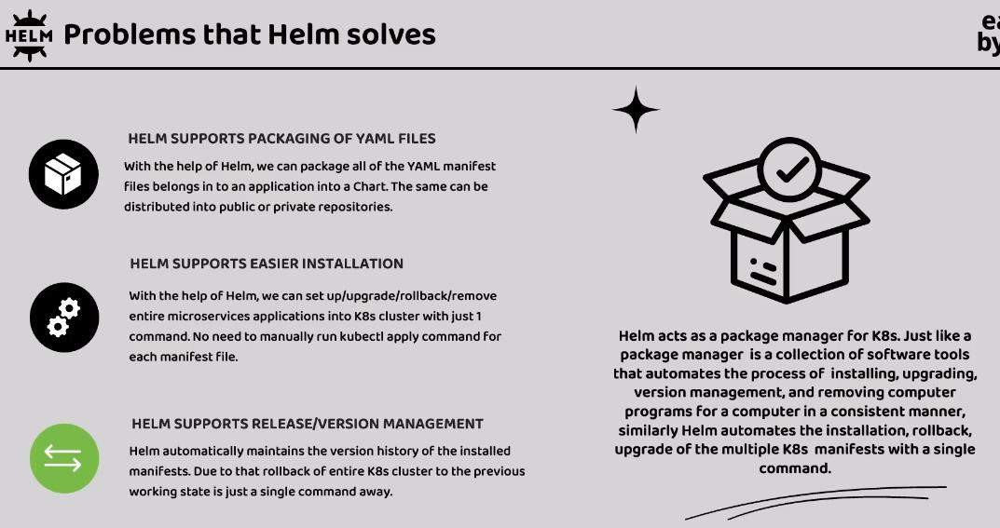 HELM
Problems that Helm solves
HELM SUPPORTS PACKAGING OF YAML FILES
With the help of Helm, we can package all of the YAML manifest
files belongs in to an application into a Chart. The same can be
distributed into public or private repositories.
HELM SUPPORTS EASIER INSTALLATION
With the help of Helm, we can set up/upgrade/rollback/remove
entire microservices applications into K8s cluster with just 1
command. No need to manually run kubectl apply command for
each manifest file.
HELM SUPPORTS RELEASE/VERSION MANAGEMENT
Helm automatically maintains the version history of the installed
manifests. Due to that rollback of entire K8s cluster to the previous
working state is just a single command away.
Helm acts as a package manager for K8s. Just like a
package manager is a collection of software tools
that automates the process of installing, upgrading,
version management, and removing computer
programs for a computer in a consistent manner,
similarly Helm automates the installation, rollback,
upgrade of the multiple K8s manifests with a single
command.